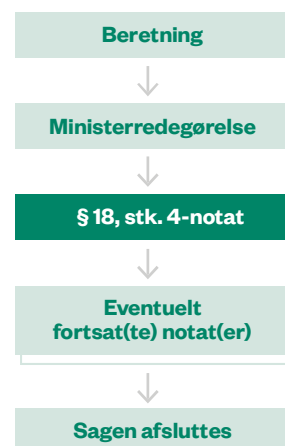 Beretning
Ministerredegørelse
§ 18, stk. 4-notat
Eventuelt
fortsat(te) notat(er)
Sagen afsluttes